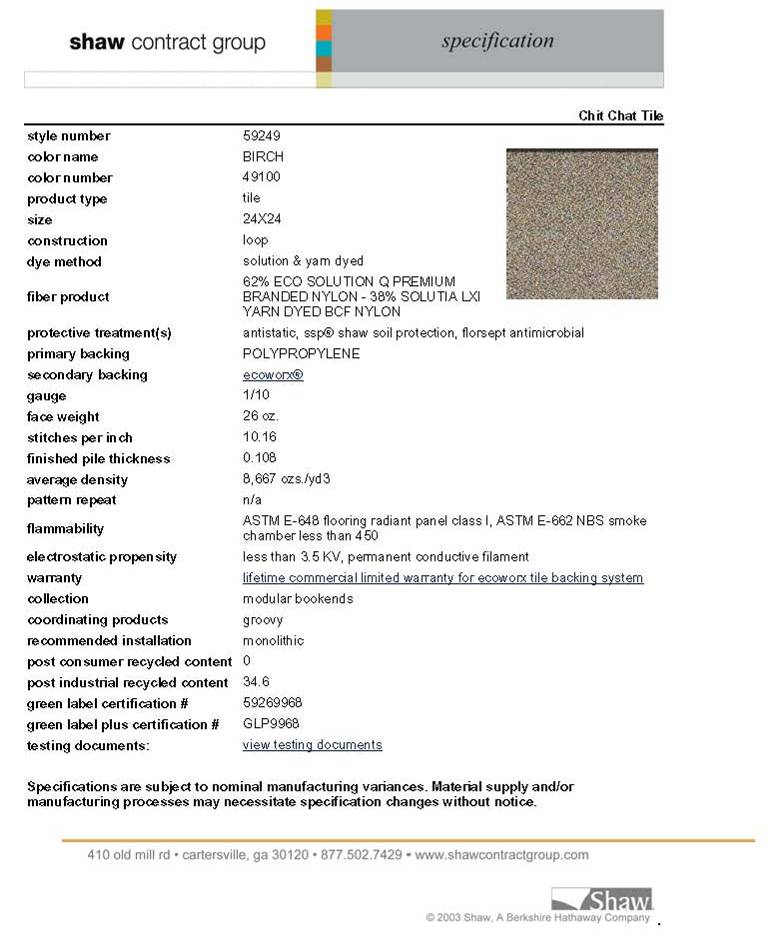 shaw contract group
specification
Chit Chat Tile
style number 59249
color name BIRCH
color number 49100
product type tile
size 24X24
construction loop
dye method solution & yarn dyed
fiber product 62% ECO SOLUTION Q PREMIUM
BRANDED NYLON - 38% SOLUTIA LXI
YARN DYED BCF NYLON
protective treatment(s) antistatic, ssp® shaw soil protection, florsept antimicrobial
primary backing POLYPROPYLENE
secondary backing ecoworx®
gauge 1/10
face weight 26 oz.
stitches per inch 10.16
finished pile thickness 0.108
average density 8,667 ozs./yd3
pattern repeat n/a
flammability ASTM E-648 flooring radiant panel class I, ASTM E-662 NBS smoke
chamber less than 450
electrostatic propensity less than 3.5 KV, permanent conductive filament
warranty lifetime commercial limited warranty for ecoworx tile backing system
collection modular bookends
coordinating products groovy
recommended installation monolithic
post consumer recycled content 0
post industrial recycled content 34.6
green label certification # 59269968
green label plus certification # GLP9968
testing documents: view testing documents
Specifications are subject to nominal manufacturing variances. Material supply and/or
manufacturing processes may necessitate specification changes without notice.
410 old mill rd • cartersville, ga 30120 • 877.502.7429 • www.shawcontractgroup.com
Shaw
© 2003 Shaw, A Berkshire Hathaway Company .